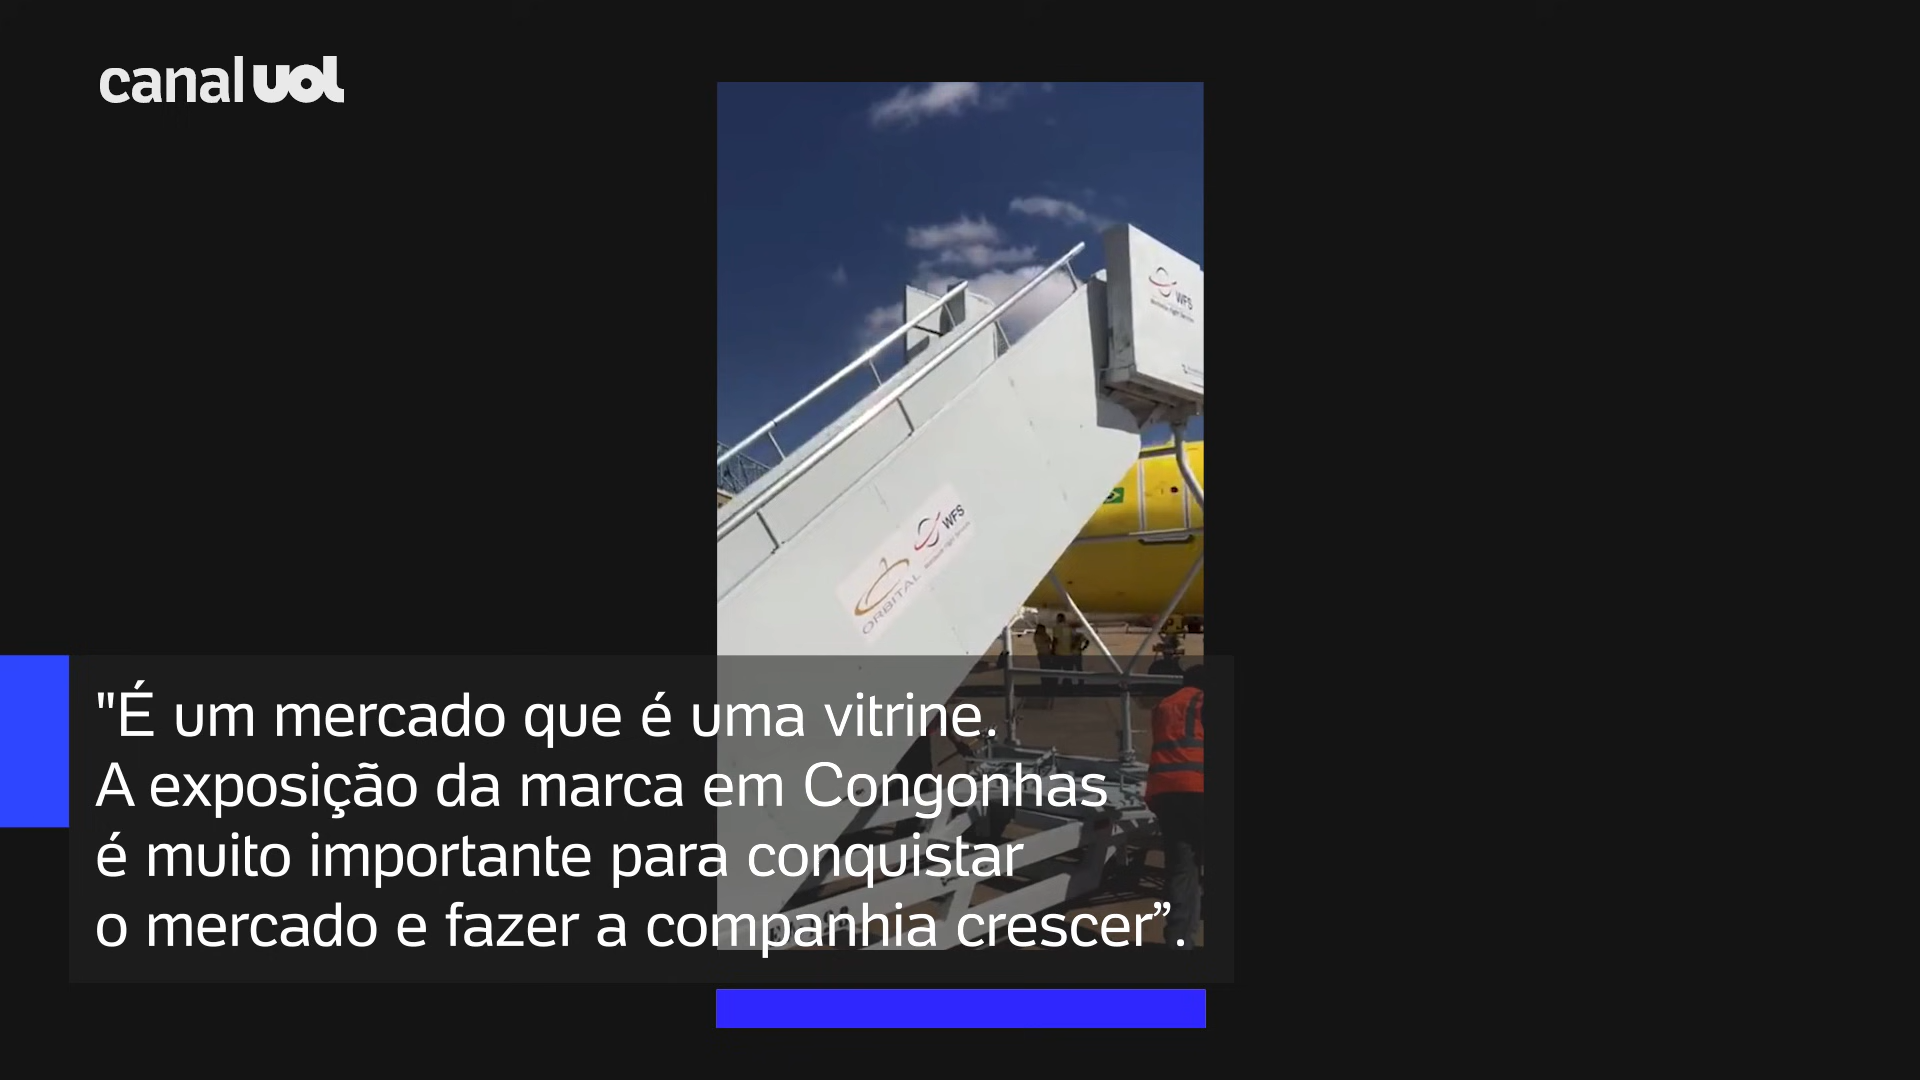 canal uol
WFS
WFS
ORBITAL
"É um mercado que é uma vitrine.
A exposição da marca em Congonhas
é muito importante para conquistar
o mercado e fazer a companhia crescer”.